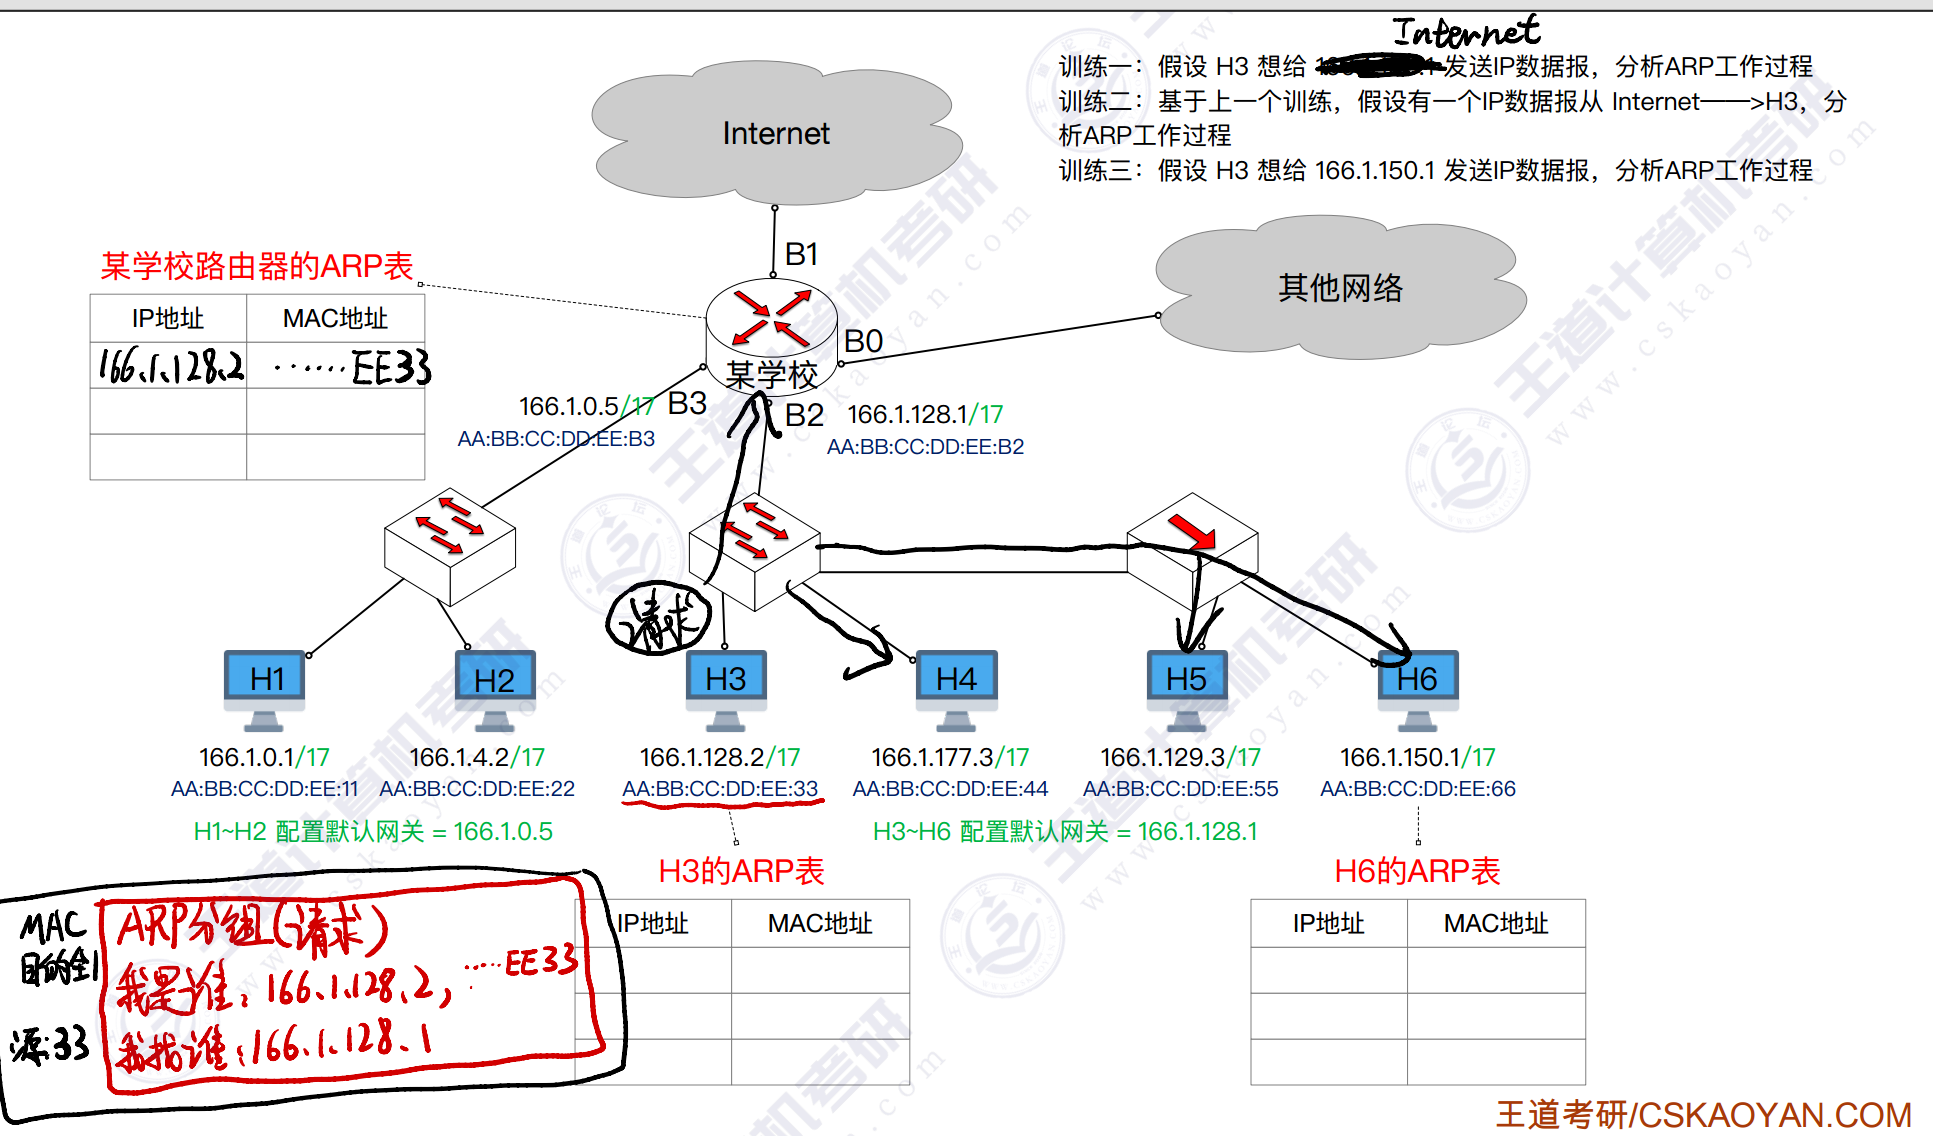 Internet
训练一：假设 H3 想给 发送IP数据报，分析ARP工作过程
训练二：基于上一个训练，假设有一个IP数据报从 Internet——>H3，分
析ARP工作过程
训练三：假设 H3 想给 166.1.150.1 发送IP数据报，分析ARP工作过程
Internet
其他网络
某学校路由器的ARP表
IP地址 MAC地址
166.1.128.2 ......EE33
B1
B0
某学校
B3
B2
166.1.0.5/17
AA:BB:CC:DD:EE:B3
166.1.128.1/17
AA:BB:CC:DD:EE:B2
请求
H1 H2 H3 H4 H5 H6
166.1.0.1/17 166.1.4.2/17 166.1.128.2/17 166.1.177.3/17 166.1.129.3/17 166.1.150.1/17
AA:BB:CC:DD:EE:11 AA:BB:CC:DD:EE:22 AA:BB:CC:DD:EE:33 AA:BB:CC:DD:EE:44 AA:BB:CC:DD:EE:55 AA:BB:CC:DD:EE:66
H1~H2 配置默认网关 = 166.1.0.5
H3~H6 配置默认网关 = 166.1.128.1
H3的ARP表
IP地址 MAC地址
H6的ARP表
IP地址 MAC地址
MAC
目的全1
源:33
ARP分组(请求)
我是谁：166.1.128.2, .....EE33
我找谁：166.1.128.1
王道考研/CSKAOYAN.COM
王道计算机考研
www.cskaoyan.com